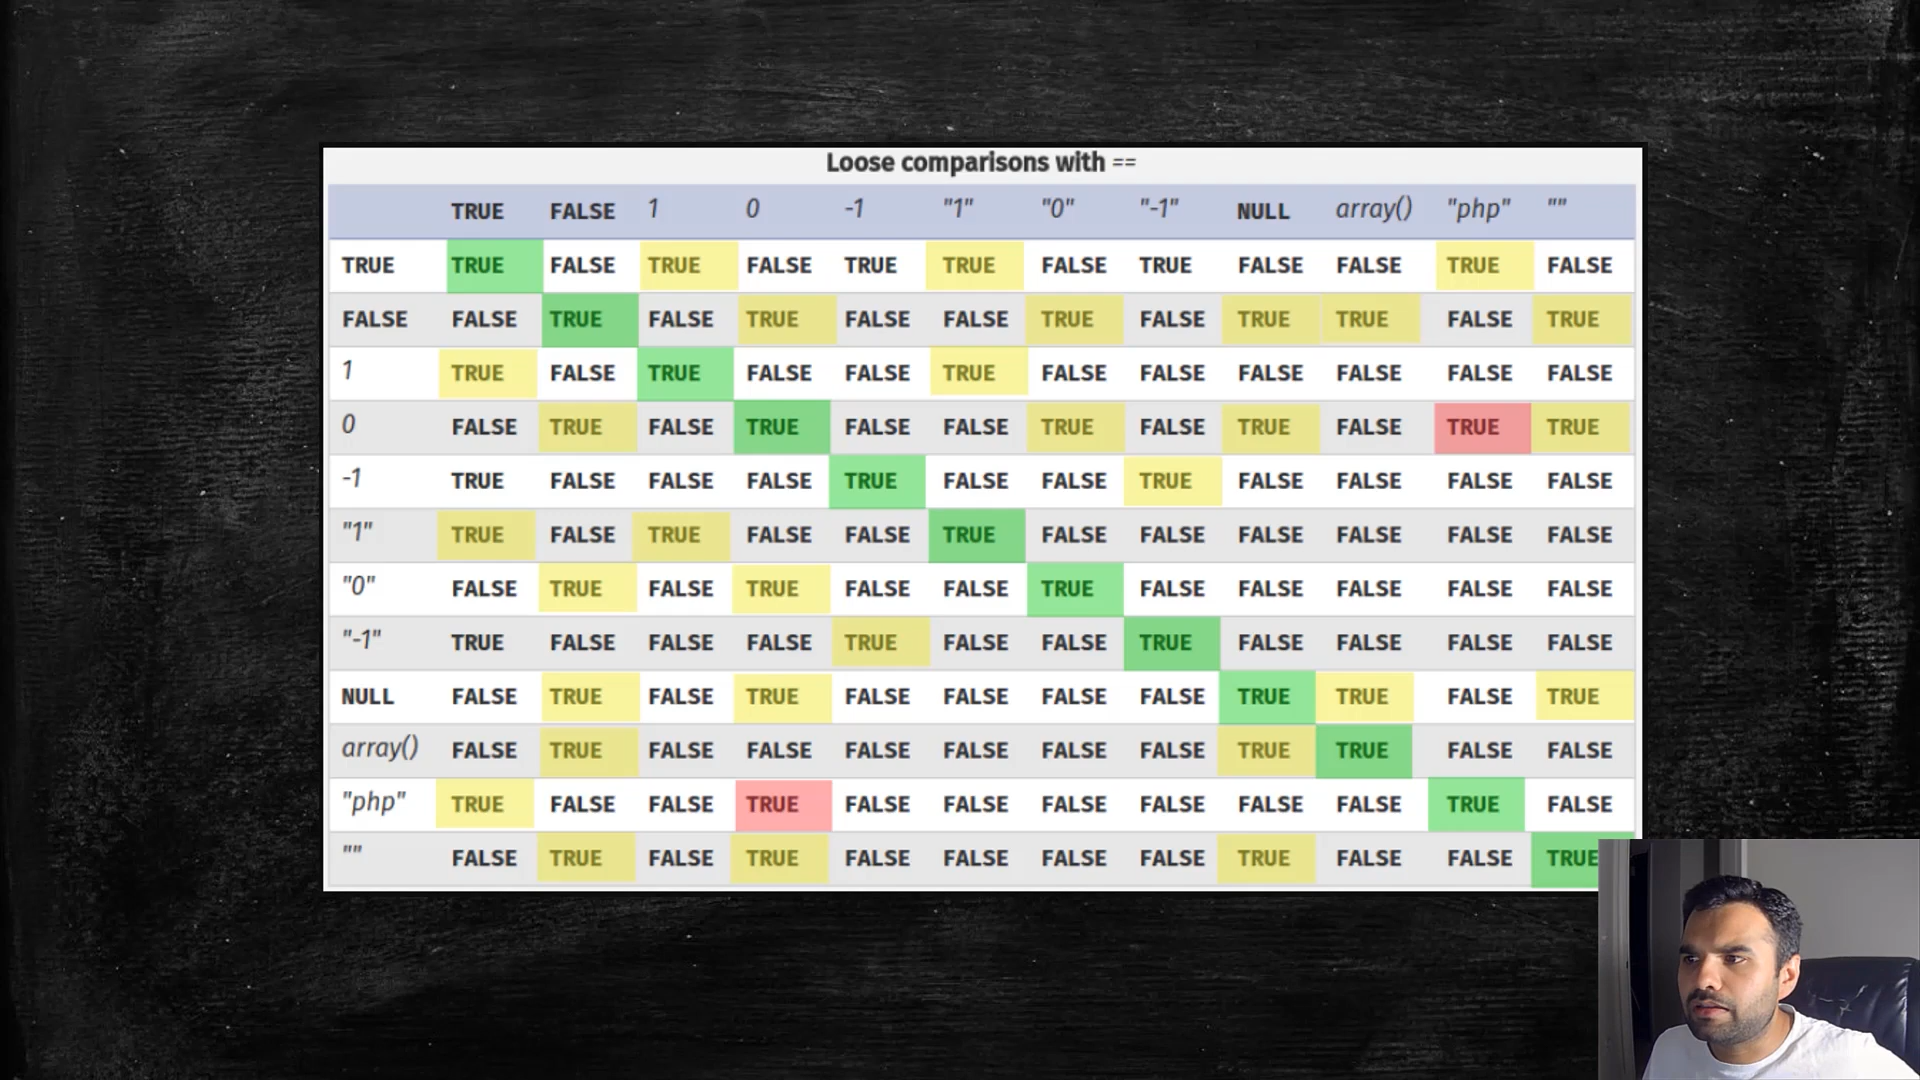 Loose comparisons with ==
TRUE FALSE 1 0 -1 "1" "0" "-1" NULL array() "php" ""
TRUE TRUE FALSE TRUE FALSE TRUE TRUE FALSE TRUE FALSE FALSE TRUE FALSE
FALSE FALSE TRUE FALSE TRUE FALSE FALSE TRUE FALSE TRUE TRUE FALSE TRUE
1 TRUE FALSE TRUE FALSE FALSE TRUE FALSE FALSE FALSE FALSE FALSE FALSE
0 FALSE TRUE FALSE TRUE FALSE FALSE TRUE FALSE TRUE FALSE TRUE TRUE
-1 TRUE FALSE FALSE FALSE TRUE FALSE FALSE TRUE FALSE FALSE FALSE FALSE
"1" TRUE FALSE TRUE FALSE FALSE TRUE FALSE FALSE FALSE FALSE FALSE FALSE
"0" FALSE TRUE FALSE TRUE FALSE FALSE TRUE FALSE FALSE FALSE FALSE FALSE
"-1" TRUE FALSE FALSE FALSE TRUE FALSE FALSE TRUE FALSE FALSE FALSE FALSE
NULL FALSE TRUE FALSE TRUE FALSE FALSE FALSE FALSE TRUE TRUE FALSE TRUE
array() FALSE TRUE FALSE FALSE FALSE FALSE FALSE FALSE TRUE TRUE FALSE FALSE
"php" TRUE FALSE FALSE TRUE FALSE FALSE FALSE FALSE FALSE FALSE TRUE FALSE
"" FALSE TRUE FALSE TRUE FALSE FALSE FALSE FALSE TRUE FALSE FALSE TRUE